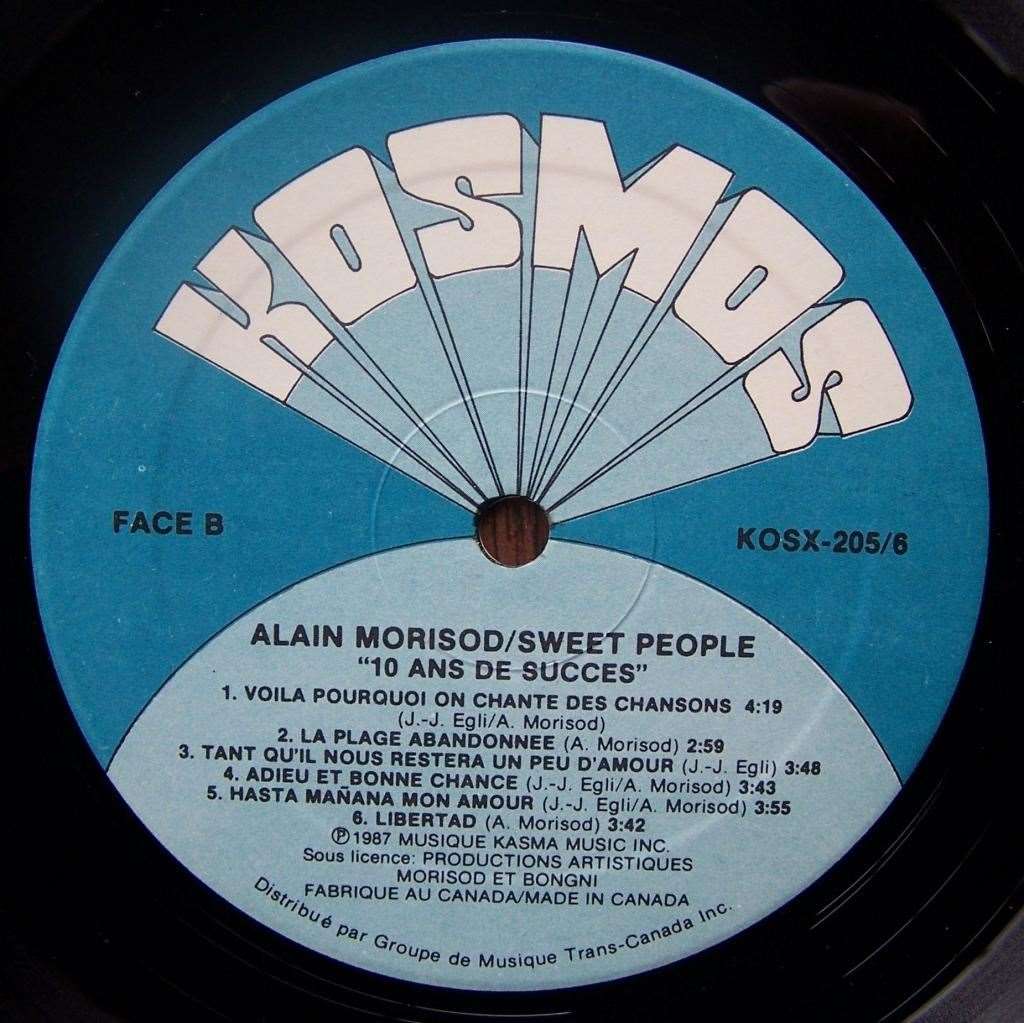 KOSMOS
FACE B
KOSX-205/6
ALAIN MORISOD/SWEET PEOPLE
"10 ANS DE SUCCES"
1. VOILA POURQUOI ON CHANTE DES CHANSONS 4:19
(J.-J. Egli/A. Morisod)
2. LA PLAGE ABANDONNEE (A. Morisod) 2:59
3. TANT QU'IL NOUS RESTERA UN PEU D'AMOUR (J.-J. Egli) 3:48
4. ADIEU ET BONNE CHANCE (J.-J. Egli/A. Morisod) 3:43
5. HASTA MAÑANA MON AMOUR (J.-J. Egli/A. Morisod) 3:55
6. LIBERTAD (A. Morisod) 3:42
℗1987 MUSIQUE KASMA MUSIC INC.
Sous licence: PRODUCTIONS ARTISTIQUES
MORISOD ET BONGNI
FABRIQUE AU CANADA/MADE IN CANADA
Distribué par Groupe de Musique Trans-Canada Inc.